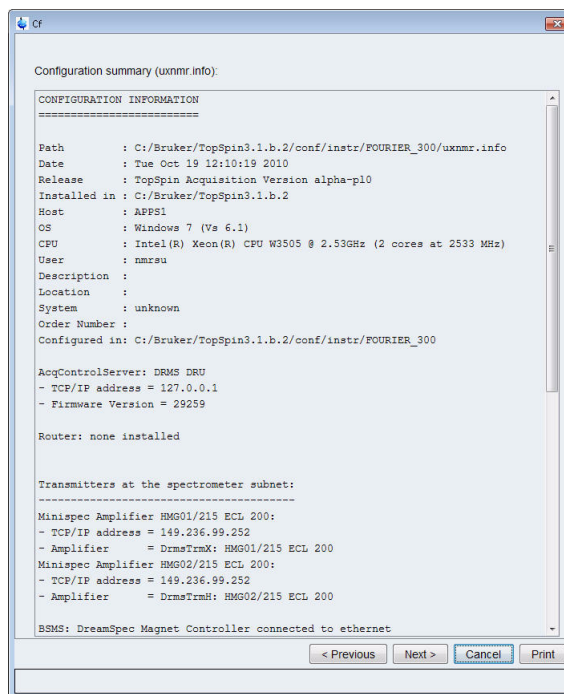 Cf
Configuration summary (uxnmr.info):
CONFIGURATION INFORMATION
=========================
Path : C:/Bruker/TopSpin3.1.b.2/conf/instr/FOURIER_300/uxnmr.info
Date : Tue Oct 19 12:10:19 2010
Release : TopSpin Acquisition Version alpha-pl0
Installed in : C:/Bruker/TopSpin3.1.b.2
Host : APPS1
OS : Windows 7 (Vs 6.1)
CPU : Intel(R) Xeon(R) CPU W3505 @ 2.53GHz (2 cores at 2533 MHz)
User : nmrsu
Description :
Location :
System : unknown
Order Number :
Configured in: C:/Bruker/TopSpin3.1.b.2/conf/instr/FOURIER_300
AcqControlServer: DRMS DRU
- TCP/IP address = 127.0.0.1
- Firmware Version = 29259
Router: none installed
Transmitters at the spectrometer subnet:
----------------------------------------
Minispec Amplifier HMG01/215 ECL 200:
- TCP/IP address = 149.236.99.252
- Amplifier = DrmsTrmX: HMG01/215 ECL 200
Minispec Amplifier HMG02/215 ECL 200:
- TCP/IP address = 149.236.99.252
- Amplifier = DrmsTrmH: HMG02/215 ECL 200
BSMS: DreamSpec Magnet Controller connected to ethernet
< Previous Next > Cancel Print